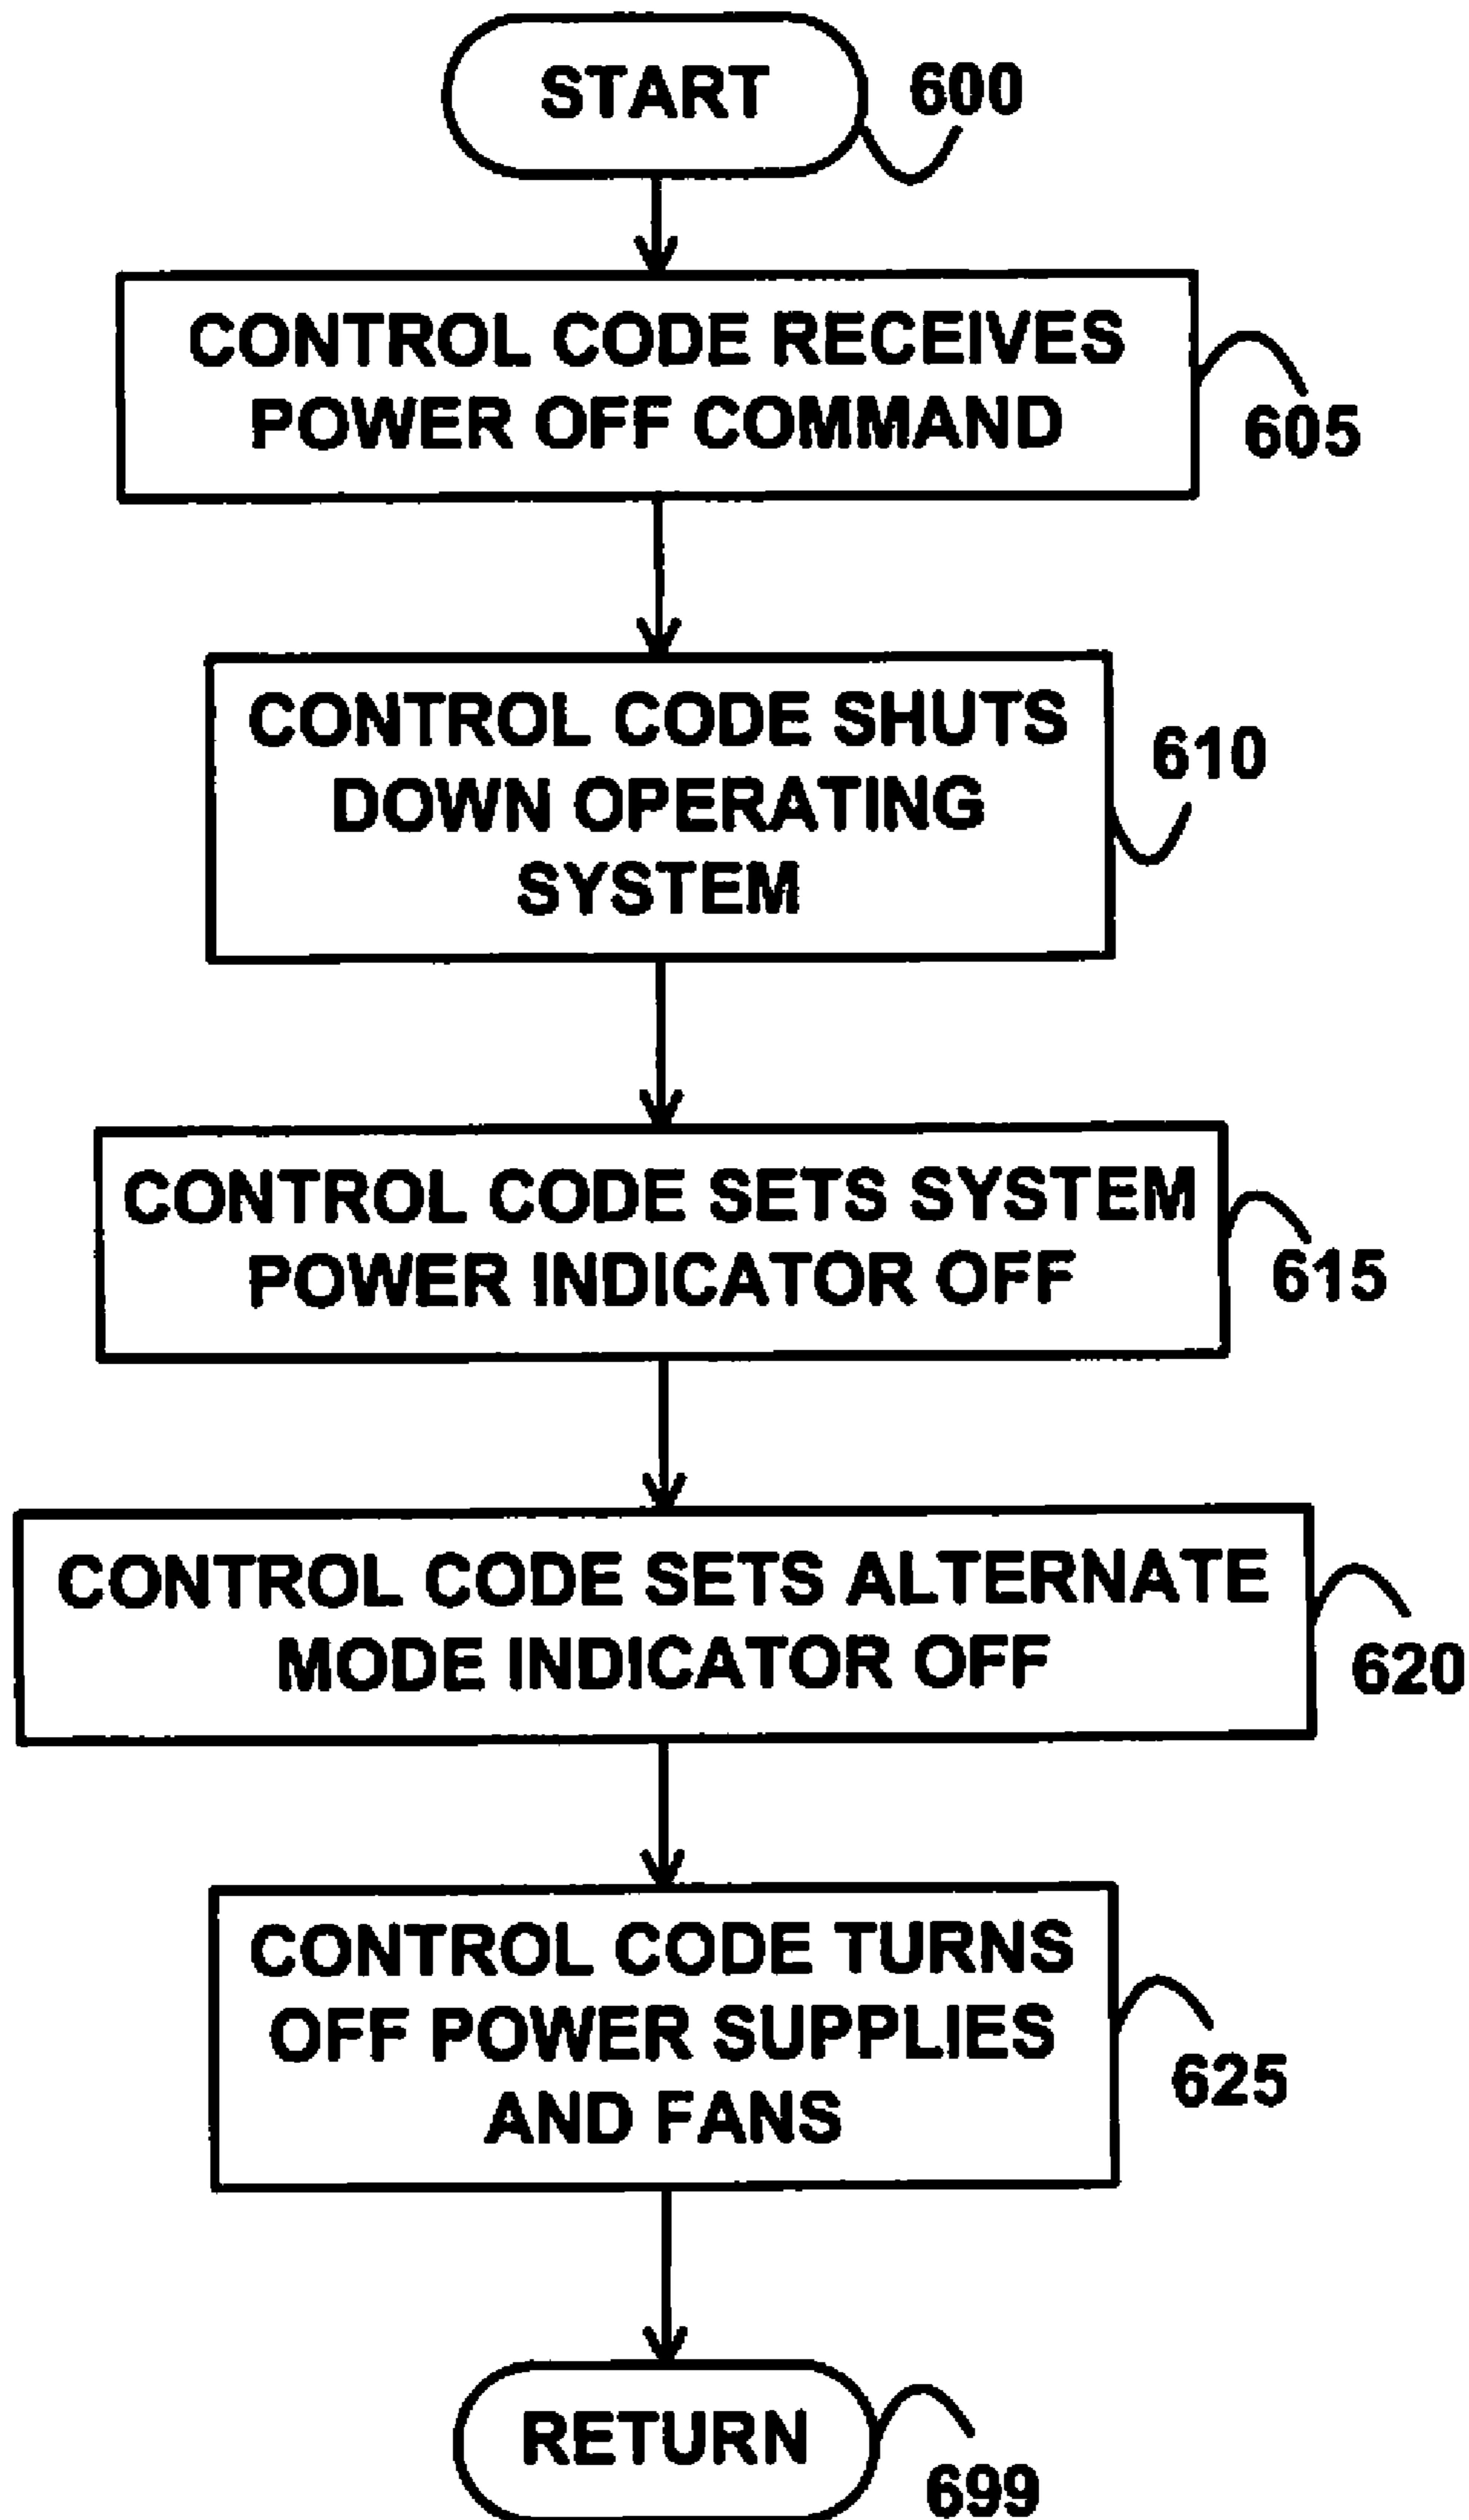 START
600
CONTROL CODE RECEIVES
POWER OFF COMMAND
605
CONTROL CODE SHUTS
DOWN OPERATING
SYSTEM
610
CONTROL CODE SETS SYSTEM
POWER INDICATOR OFF
615
CONTROL CODE SETS ALTERNATE
MODE INDICATOR OFF
620
CONTROL CODE TURNS
OFF POWER SUPPLIES
AND FANS
625
RETURN
699